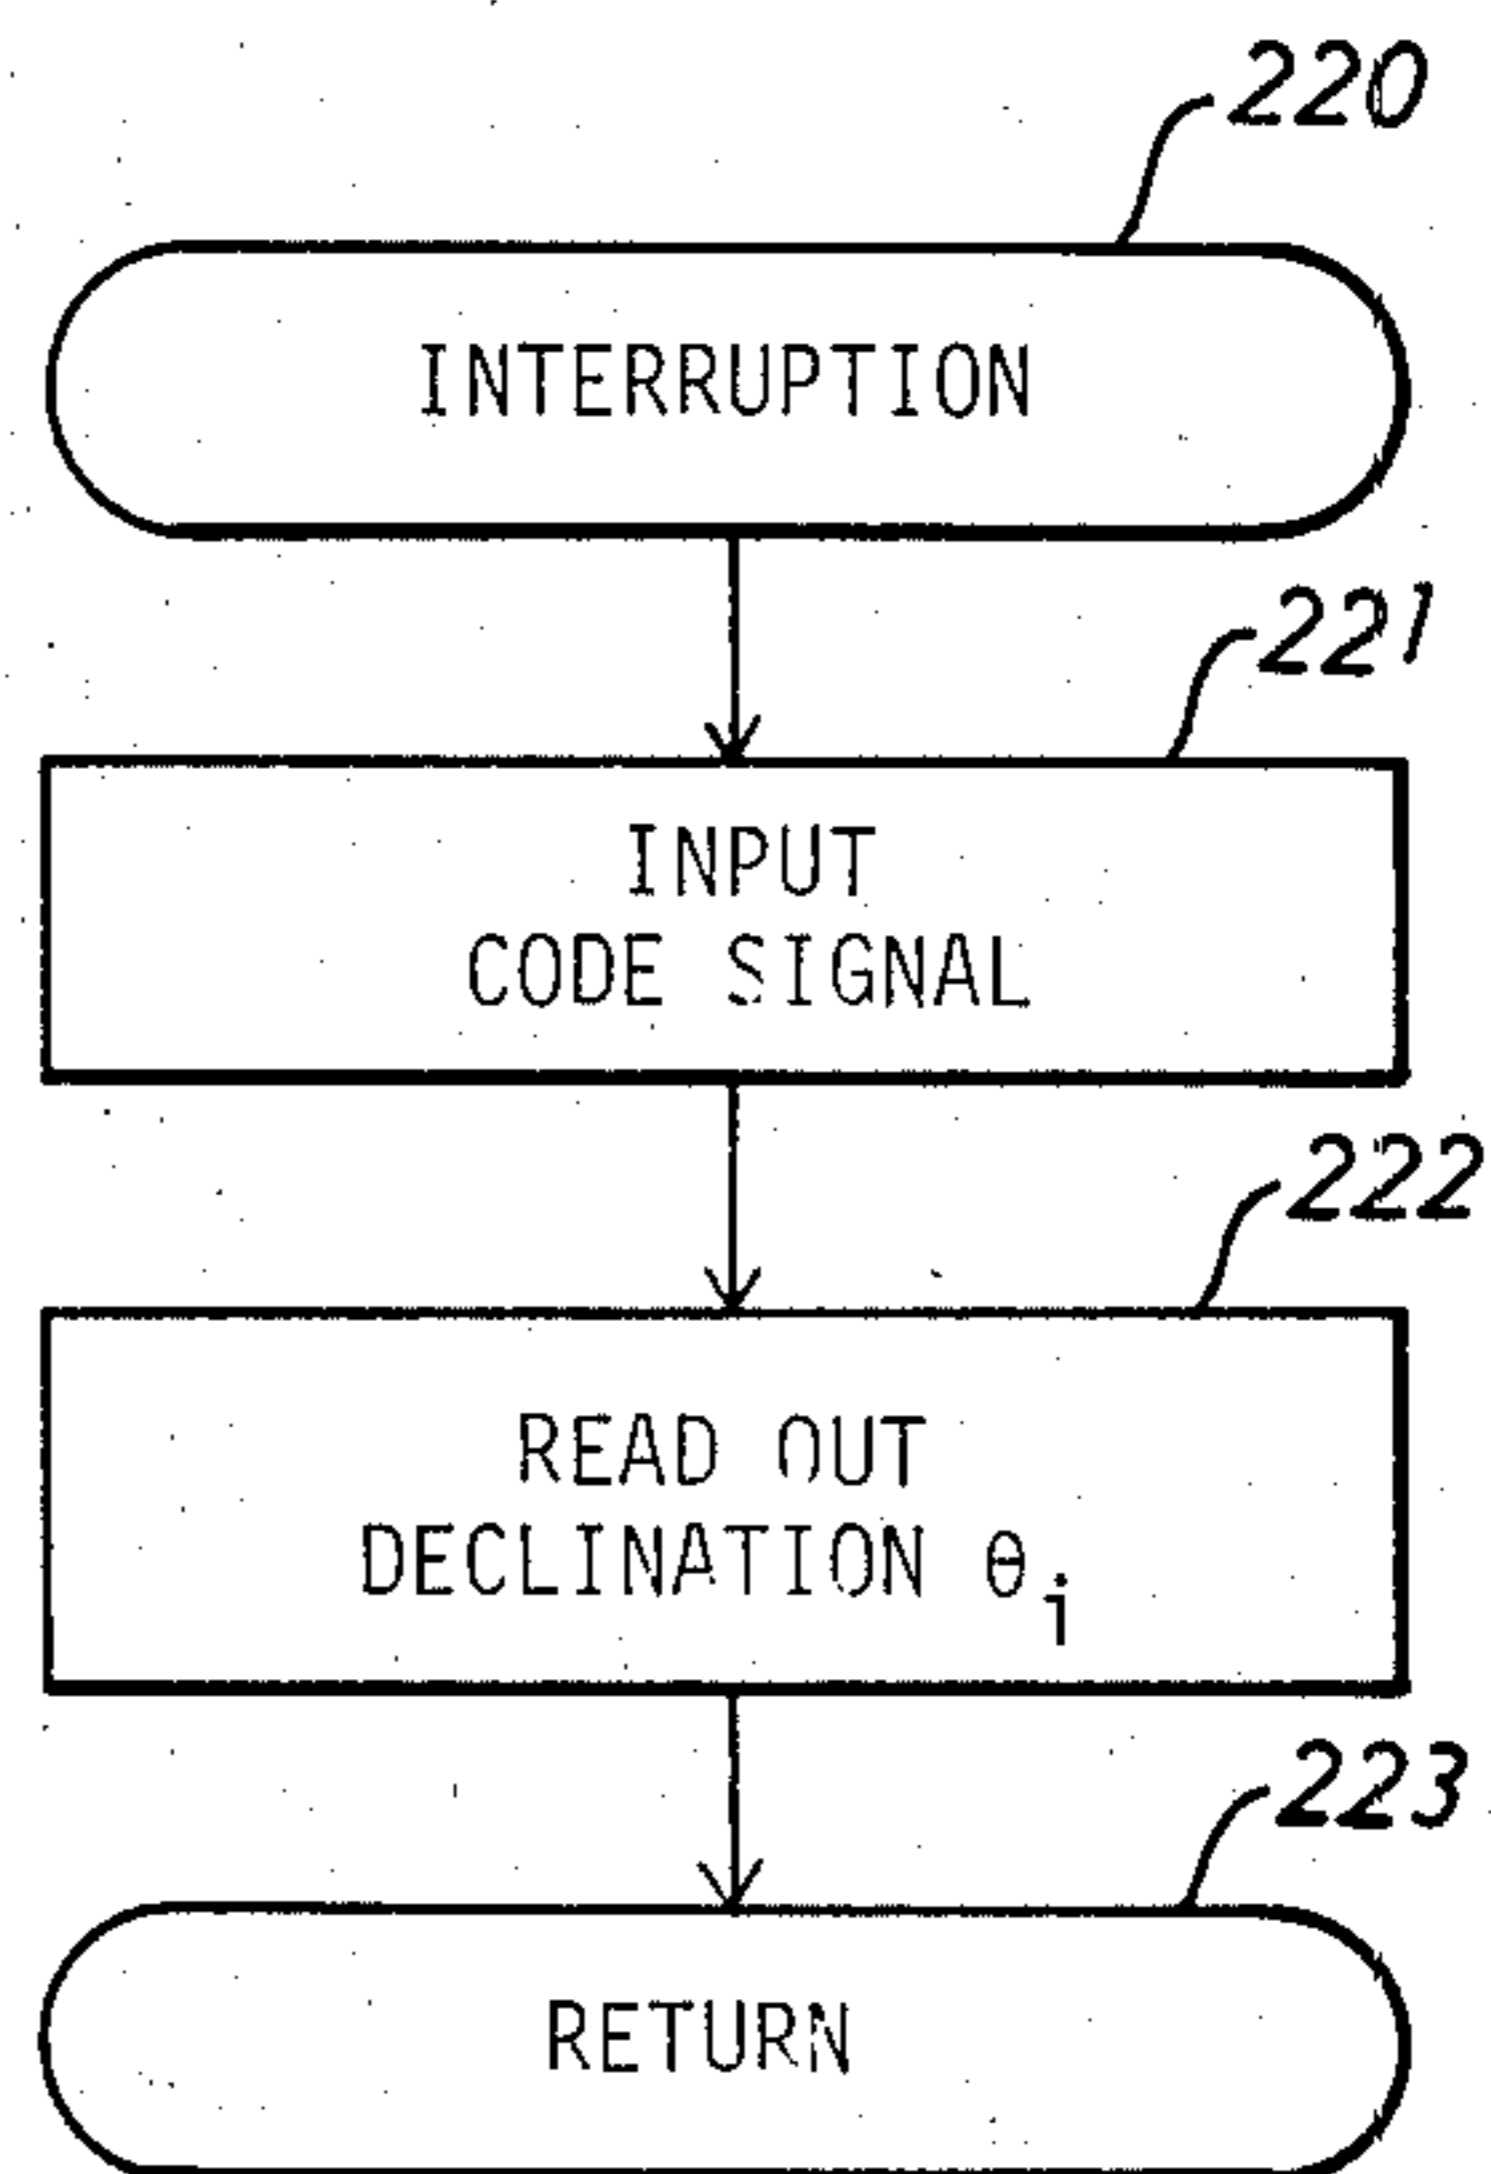 220
INTERRUPTION
221
INPUT
CODE SIGNAL
222
READ OUT
DECLINATION θi
223
RETURN